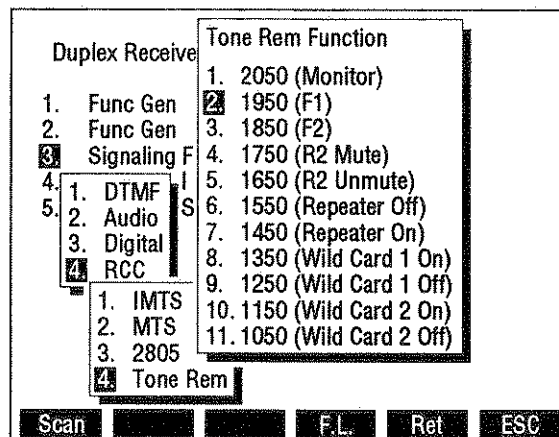 Duplex Receive
1. Func Gen
2. Func Gen
3. Signaling F
4. I
5. S
1. DTMF
2. Audio
3. Digital
4. RCC
1. IMTS
2. MTS
3. 2805
4. Tone Rem
Tone Rem Function
1. 2050 (Monitor)
2. 1950 (F1)
3. 1850 (F2)
4. 1750 (R2 Mute)
5. 1650 (R2 Unmute)
6. 1550 (Repeater Off)
7. 1450 (Repeater On)
8. 1350 (Wild Card 1 On)
9. 1250 (Wild Card 1 Off)
10. 1150 (Wild Card 2 On)
11. 1050 (Wild Card 2 Off)
Scan F.L. Ret ESC